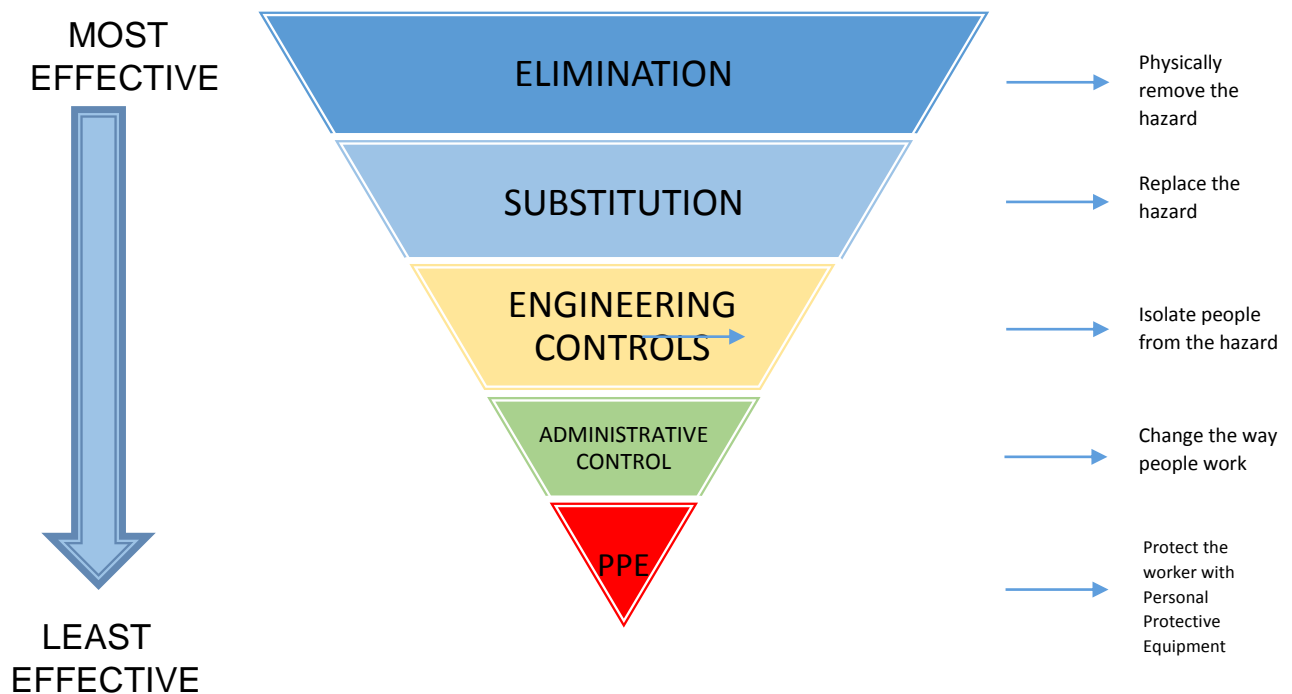 MOST
EFFECTIVE
ELIMINATION
Physically
remove the
hazard
SUBSTITUTION
Replace the
hazard
ENGINEERING
CONTROLS
Isolate people
from the hazard
ADMINISTRATIVE
CONTROL
Change the way
people work
PPE
Protect the
worker with
Personal
Protective
Equipment
LEAST
EFFECTIVE